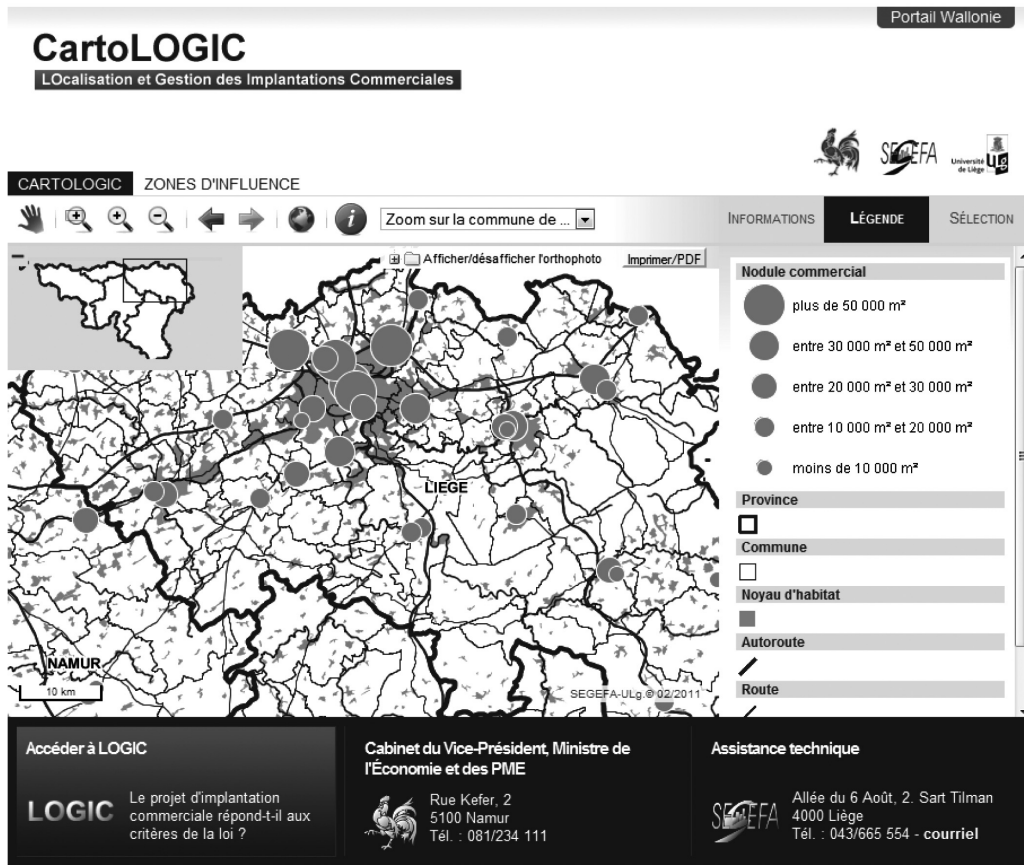 Portail Wallonie
CartoLOGIC
LOcalisation et Gestion des Implantations Commerciales
SEGEFA
Université
de Liège
ULg
CARTOLOGIC ZONES D'INFLUENCE
Zoom sur la commune de ...
INFORMATIONS LÉGENDE SÉLECTION
Afficher/désafficher l'orthophoto Imprimer/PDF
LIEGE
NAMUR
10 km
SEGEFA-ULg © 02/2011
Nodule commercial
plus de 50 000 m²
entre 30 000 m² et 50 000 m²
entre 20 000 m² et 30 000 m²
entre 10 000 m² et 20 000 m²
moins de 10 000 m²
Province
Commune
Noyau d'habitat
Autoroute
Route
Accéder à LOGIC
LOGIC
Le projet d'implantation
commerciale répond-t-il aux
critères de la loi ?
Cabinet du Vice-Président, Ministre de
l'Économie et des PME
Rue Kefer, 2
5100 Namur
Tél. : 081/234 111
Assistance technique
SEGEFA
Allée du 6 Août, 2. Sart Tilman
4000 Liège
Tél. : 043/665 554 - courriel